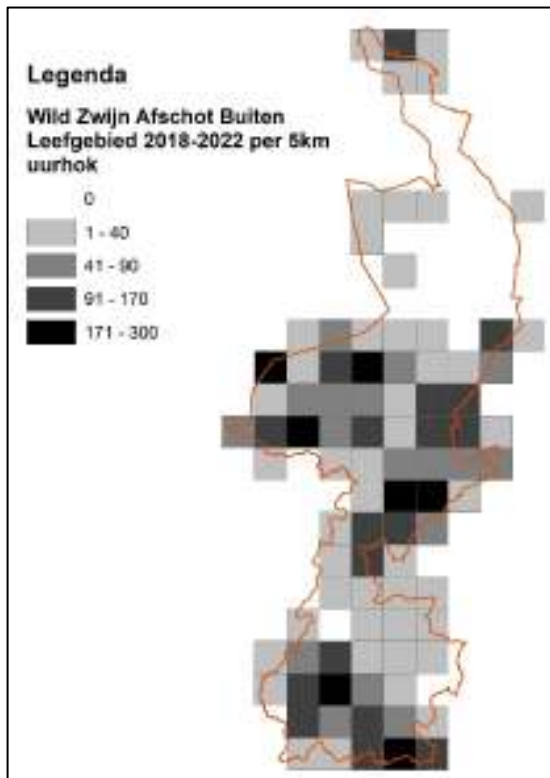 Legenda
Wild Zwijn Afschot Buiten
Leefgebied 2018-2022 per 5km
uurhok
0
1 - 40
41 - 90
91 - 170
171 - 300